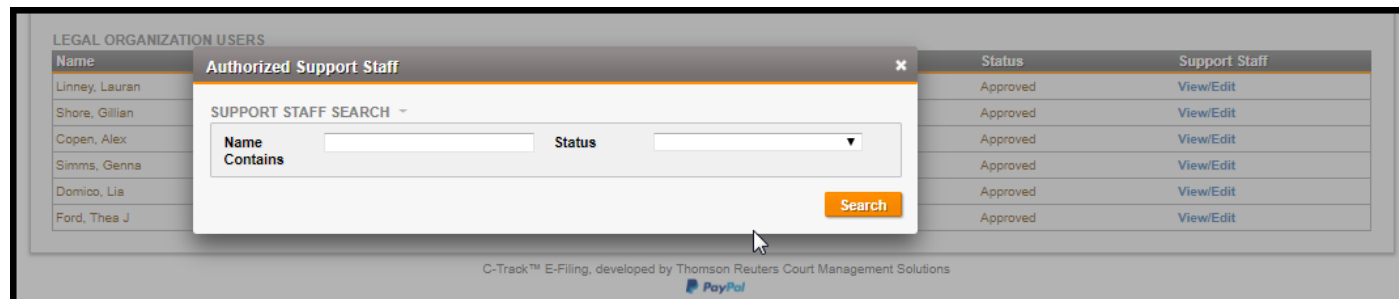 LEGAL ORGANIZATION USERS
Name Status Support Staff
Authorized Support Staff ×
Linney, Lauran Approved View/Edit
SUPPORT STAFF SEARCH
Shore, Gillian Approved View/Edit
Name Contains Status
Copen, Alex Approved View/Edit
Simms, Genna Approved View/Edit
Domico, Lia Approved View/Edit
Search
Ford, Thea J Approved View/Edit
C-Track™ E-Filing, developed by Thomson Reuters Court Management Solutions
PayPal